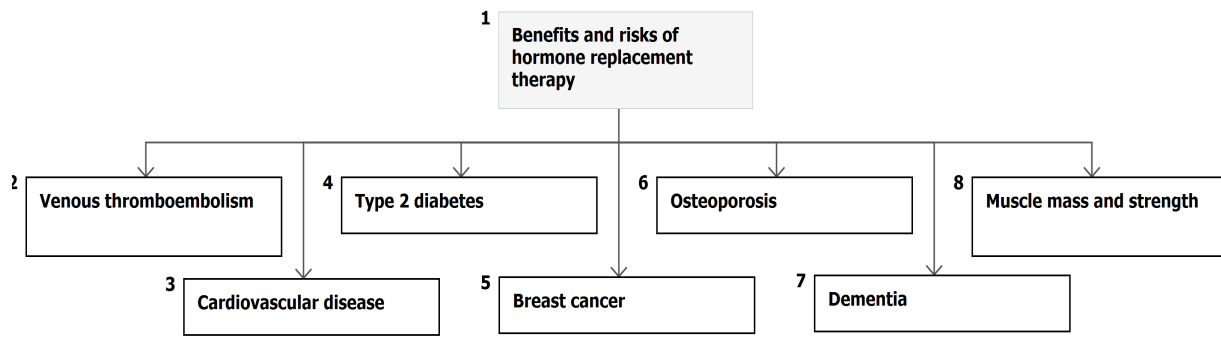 1
Benefits and risks of
hormone replacement
therapy
2
Venous thromboembolism
4
Type 2 diabetes
6
Osteoporosis
8
Muscle mass and strength
3
Cardiovascular disease
5
Breast cancer
7
Dementia